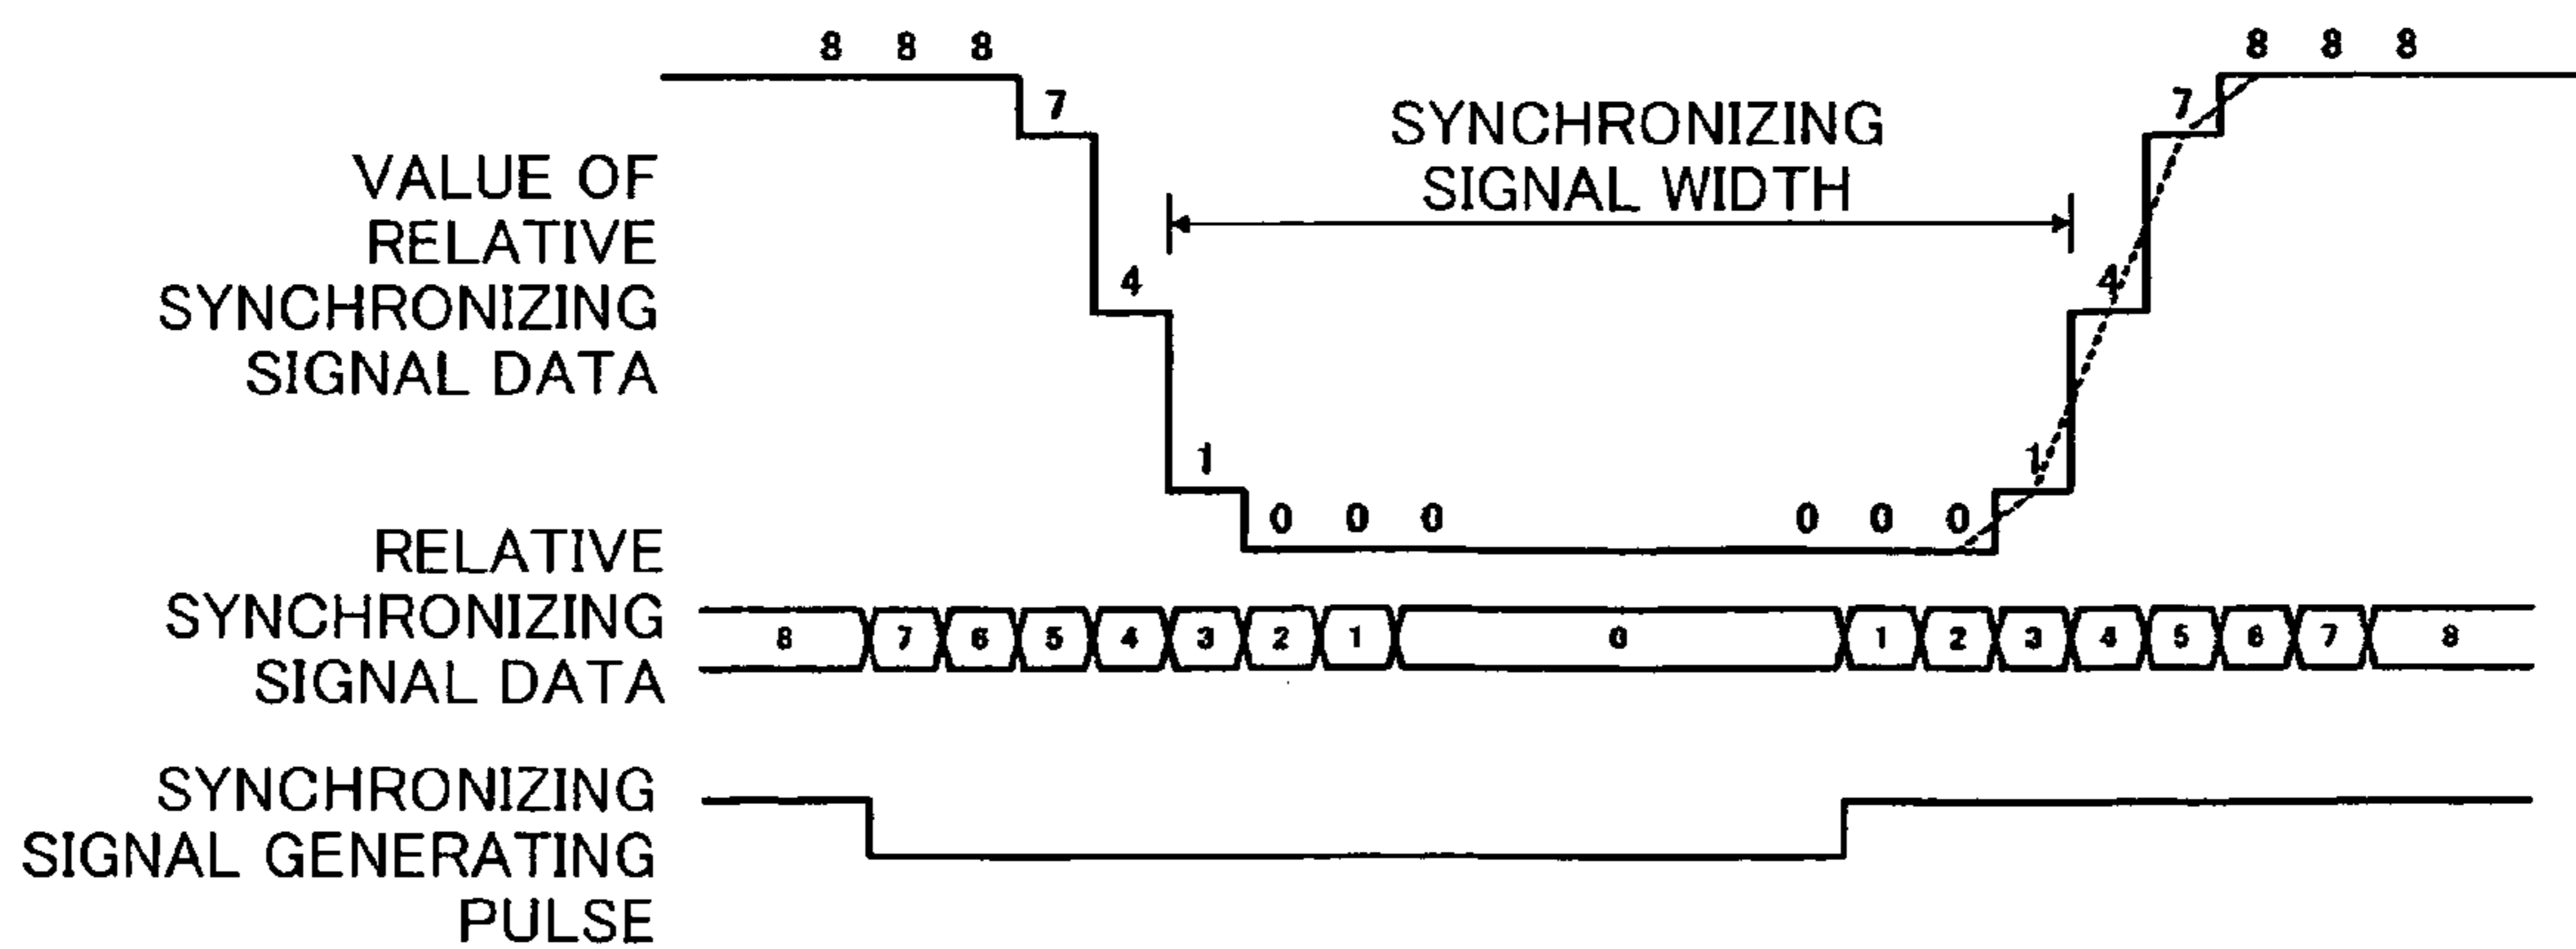 8 8 8
7
4
1
0 0 0
0 0 0
1
4
7
8 8 8
SYNCHRONIZING
SIGNAL WIDTH
VALUE OF
RELATIVE
SYNCHRONIZING
SIGNAL DATA
RELATIVE
SYNCHRONIZING
SIGNAL DATA
8 7 6 5 4 3 2 1 0 1 2 3 4 5 6 7 8
SYNCHRONIZING
SIGNAL GENERATING
PULSE